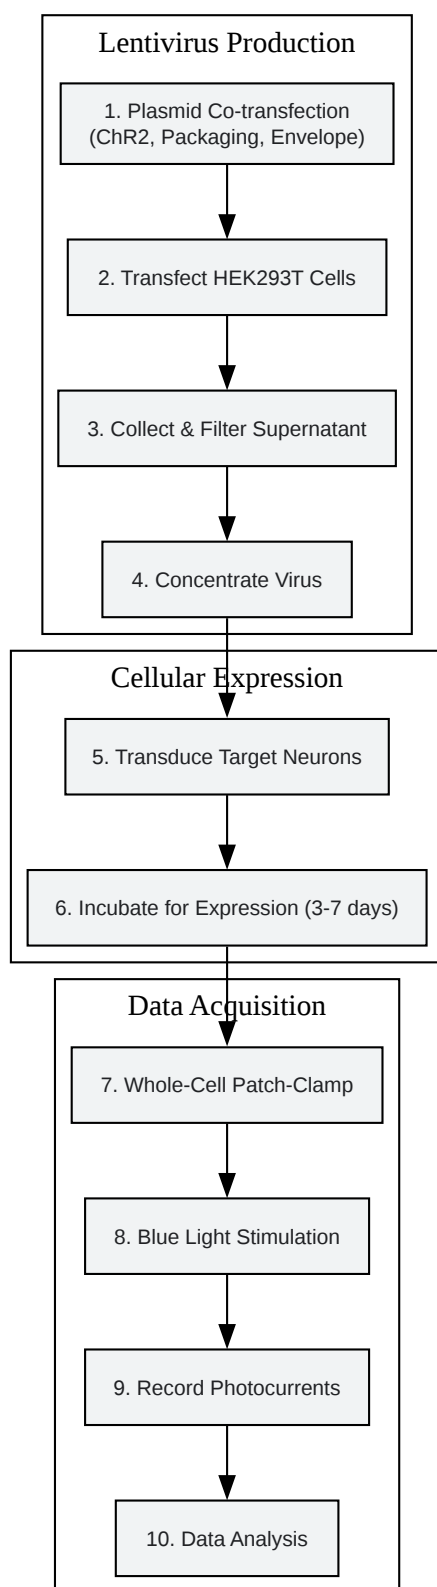 Lentivirus Production
1. Plasmid Co-transfection
(ChR2, Packaging, Envelope)
2. Transfect HEK293T Cells
3. Collect & Filter Supernatant
4. Concentrate Virus
Cellular Expression
5. Transduce Target Neurons
6. Incubate for Expression (3-7 days)
Data Acquisition
7. Whole-Cell Patch-Clamp
8. Blue Light Stimulation
9. Record Photocurrents
10. Data Analysis